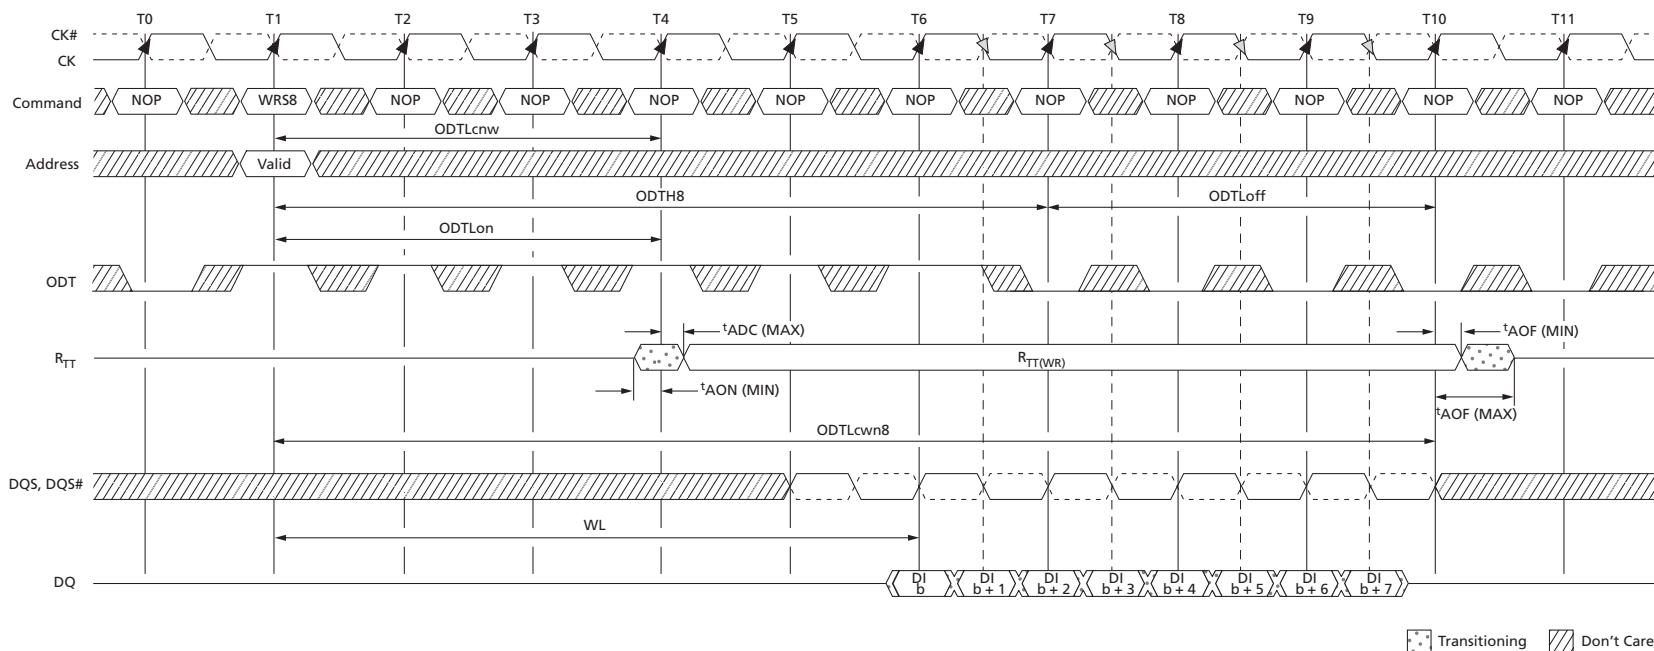 T0 T1 T2 T3 T4 T5 T6 T7 T8 T9 T10 T11
CK#
CK
Command NOP WRS8 NOP NOP NOP NOP NOP NOP NOP NOP NOP NOP
ODTLcnw
Address Valid
ODTH8 ODTLoff
ODTLon
ODT
tADC (MAX) tAOF (MIN)
RTT RTT(WR)
tAON (MIN)
tAOF (MAX)
ODTLcwn8
DQS, DQS#
WL
DQ DI b DI b + 1 DI b + 2 DI b + 3 DI b + 4 DI b + 5 DI b + 6 DI b + 7
Transitioning Don't Care